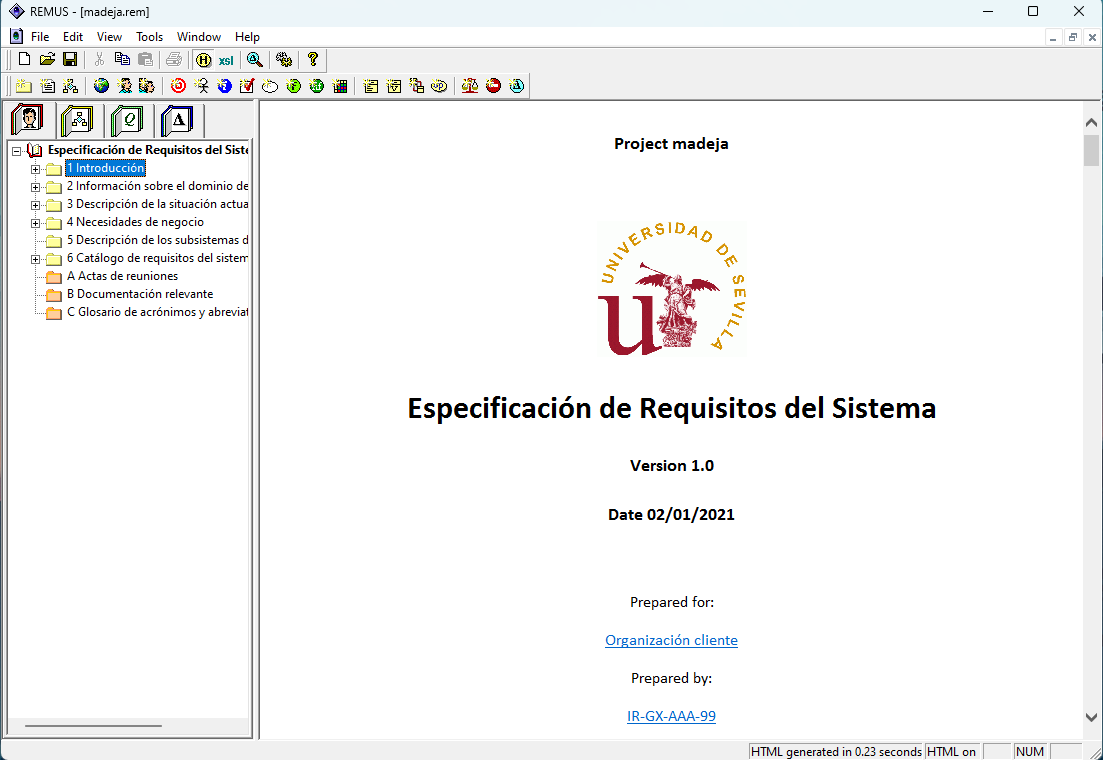 REMUS - [madeja.rem]
File Edit View Tools Window Help
H xsl
Q A
Especificación de Requisitos del Siste
1 Introducción
2 Información sobre el dominio de
3 Descripción de la situación actua
4 Necesidades de negocio
5 Descripción de los subsistemas d
6 Catálogo de requisitos del sistem
A Actas de reuniones
B Documentación relevante
C Glosario de acrónimos y abreviat
Project madeja
UNIVERSIDAD DE SEVILLA
u
Especificación de Requisitos del Sistema
Version 1.0
Date 02/01/2021
Prepared for:
Organización cliente
Prepared by:
IR-GX-AAA-99
HTML generated in 0.23 seconds HTML on NUM